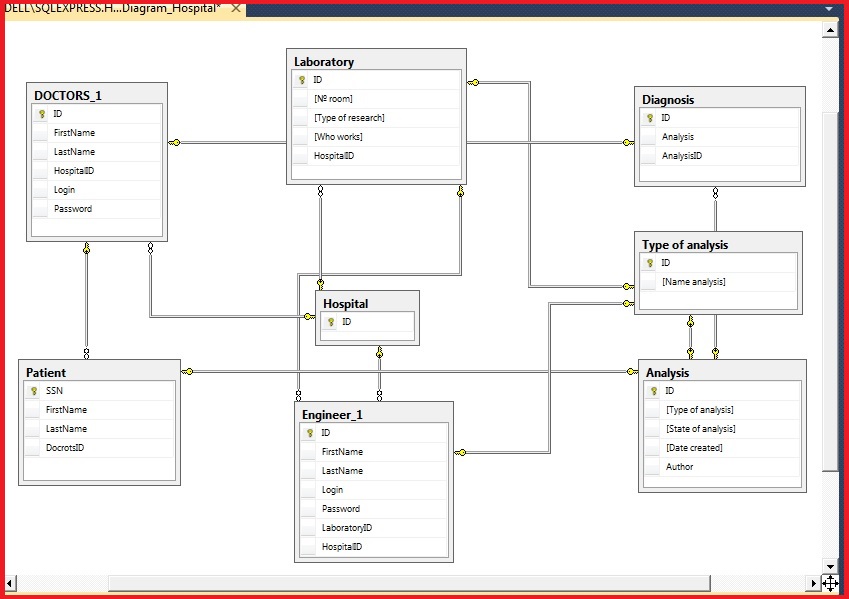 DELL\SQLEXPRESS.H...Diagram_Hospital*
DOCTORS_1
ID
FirstName
LastName
HospitalID
Login
Password
Laboratory
ID
[№ room]
[Type of research]
[Who works]
HospitalID
Diagnosis
ID
Analysis
AnalysisID
Type of analysis
ID
[Name analysis]
Hospital
ID
Patient
SSN
FirstName
LastName
DocrotsID
Engineer_1
ID
FirstName
LastName
Login
Password
LaboratoryID
HospitalID
Analysis
ID
[Type of analysis]
[State of analysis]
[Date created]
Author